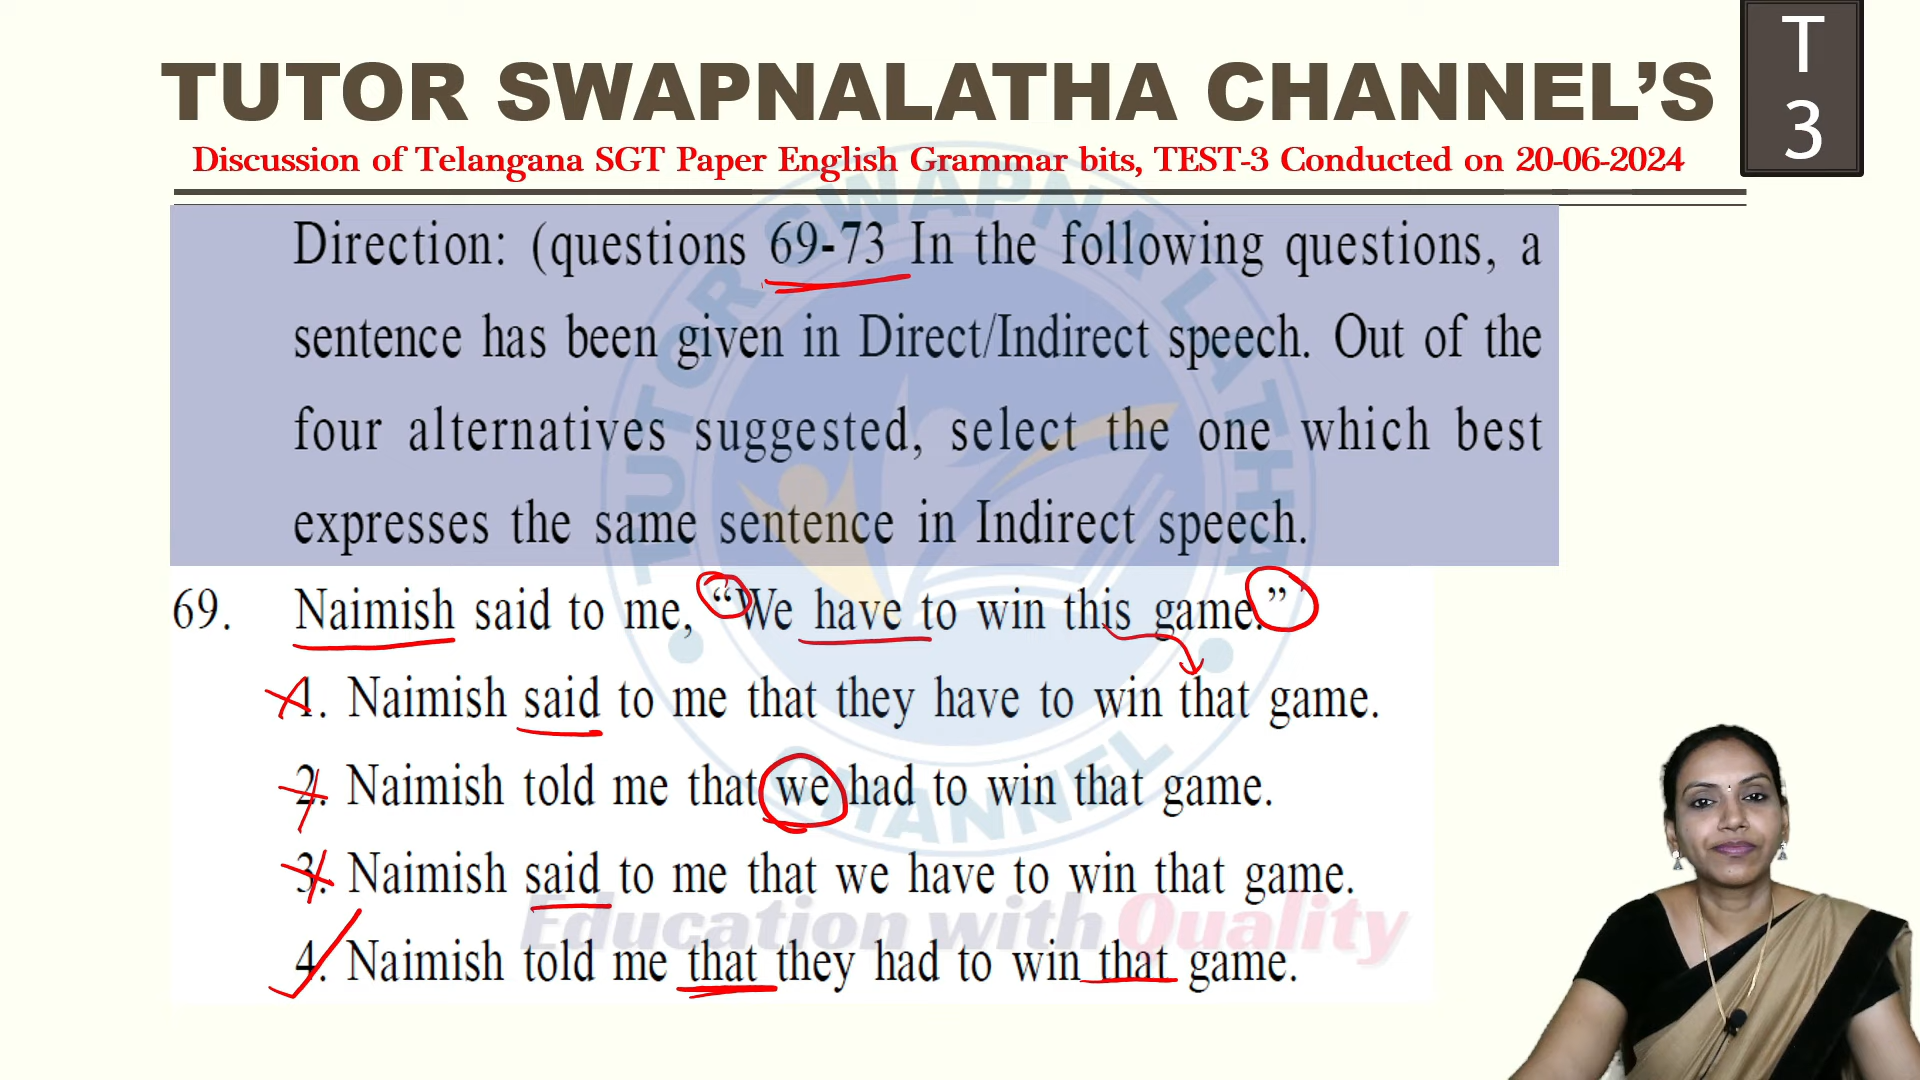 TUTOR SWAPNALATHA CHANNEL'S
T
3
Discussion of Telangana SGT Paper English Grammar bits, TEST-3 Conducted on 20-06-2024
Direction: (questions 69-73 In the following questions, a
sentence has been given in Direct/Indirect speech. Out of the
four alternatives suggested, select the one which best
expresses the same sentence in Indirect speech.
69. Naimish said to me, “We have to win this game.”
1. Naimish said to me that they have to win that game.
2. Naimish told me that we had to win that game.
3. Naimish said to me that we have to win that game.
4. Naimish told me that they had to win that game.
TUTOR SWAPNALATHA
CHANNEL
Education with Quality